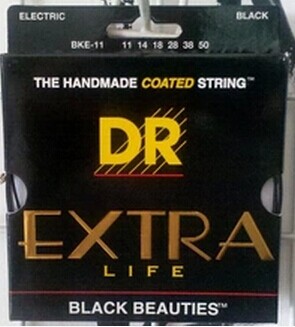 ELECTRIC BLACK
BKE-11 11 14 18 28 38 50
THE HANDMADE COATED STRING™
DR
EXTRA
LIFE
BLACK BEAUTIES™